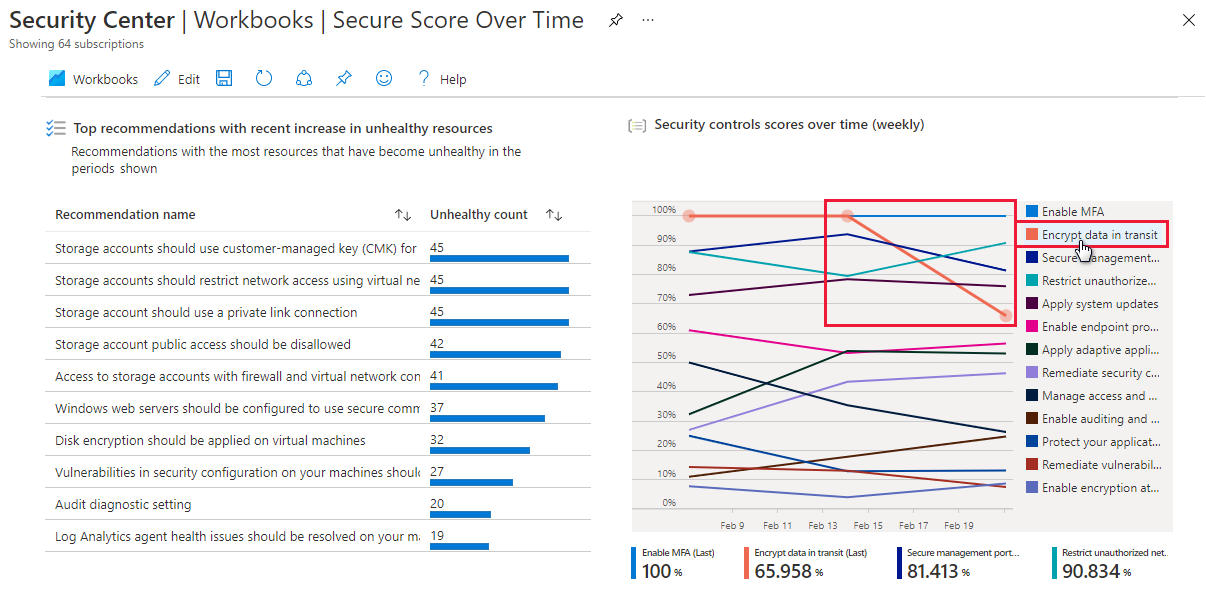 Security Center | Workbooks | Secure Score Over Time ...
Showing 64 subscriptions
Workbooks Edit ? Help
Top recommendations with recent increase in unhealthy resources
Recommendations with the most resources that have become unhealthy in the
periods shown
Recommendation name Unhealthy count
Storage accounts should use customer-managed key (CMK) for 45
Storage accounts should restrict network access using virtual ne 45
Storage account should use a private link connection 45
Storage account public access should be disallowed 42
Access to storage accounts with firewall and virtual network con 41
Windows web servers should be configured to use secure comm 37
Disk encryption should be applied on virtual machines 32
Vulnerabilities in security configuration on your machines shoul 27
Audit diagnostic setting 20
Log Analytics agent health issues should be resolved on your ma 19
Security controls scores over time (weekly)
100%
90%
80%
70%
60%
50%
40%
30%
20%
10%
0%
Feb 9 Feb 11 Feb 13 Feb 15 Feb 17 Feb 19
Enable MFA
Encrypt data in transit
Secure management...
Restrict unauthorize...
Apply system updates
Enable endpoint pro...
Apply adaptive appli...
Remediate security c...
Manage access and ...
Enable auditing and ...
Protect your applicat...
Remediate vulnerabil...
Enable encryption at...
Enable MFA (Last)
100 %
Encrypt data in transit (Last)
65.958 %
Secure management port...
81.413 %
Restrict unauthorized net..
90.834 %